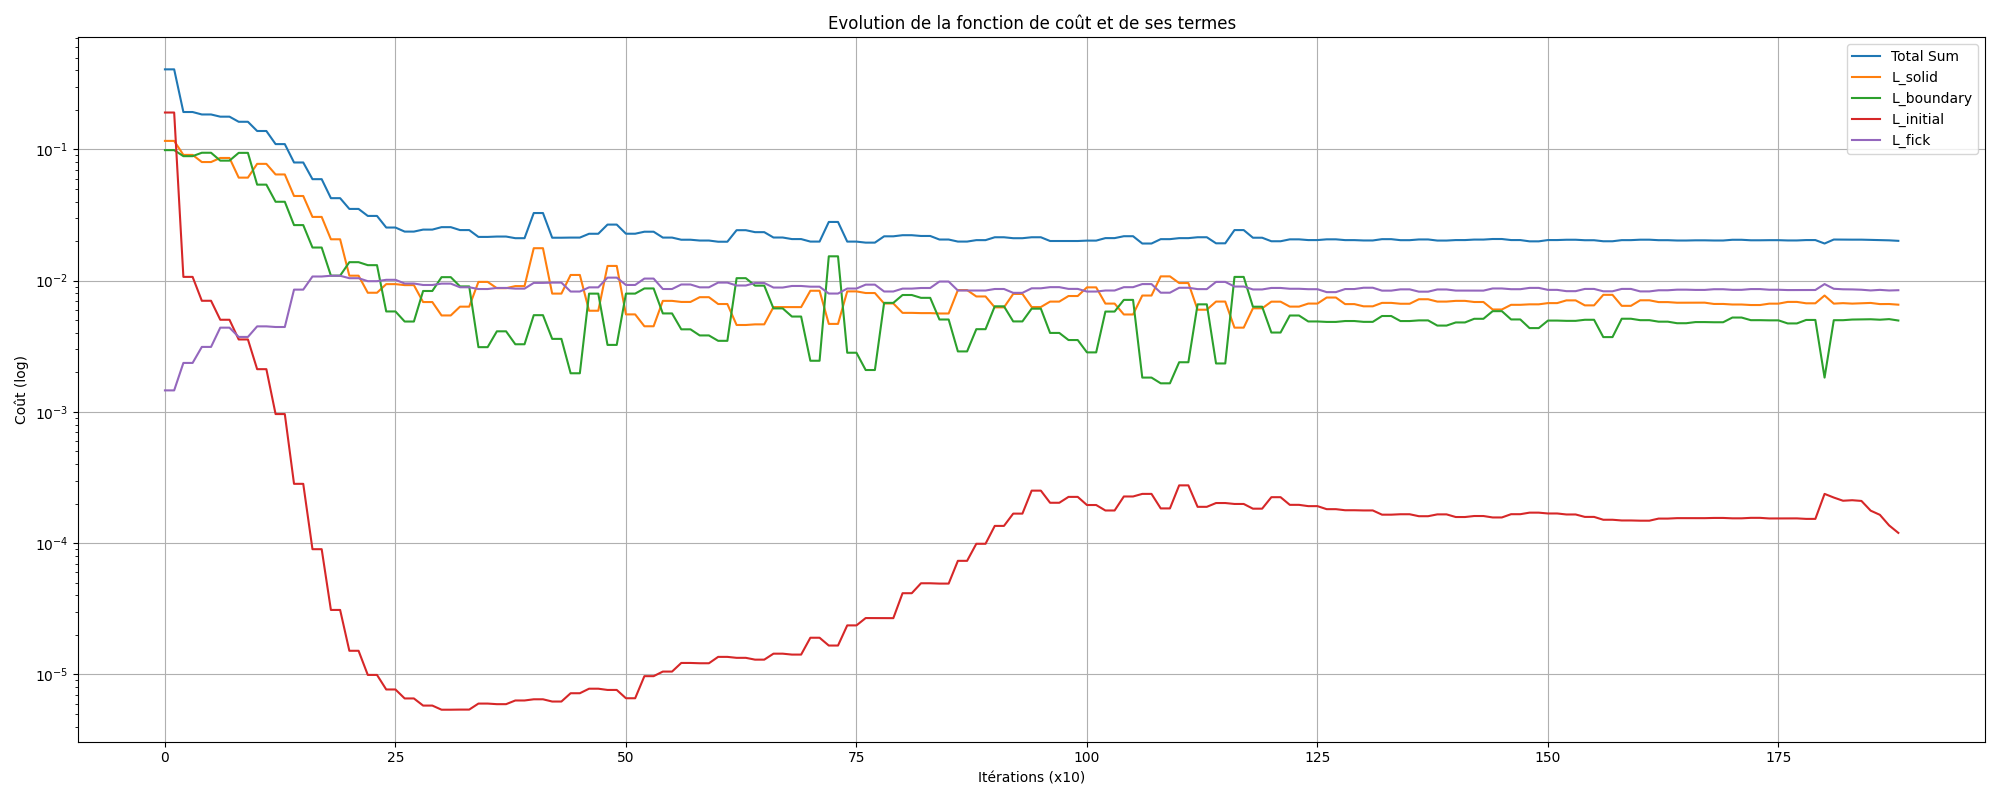 Evolution de la fonction de coût et de ses termes
Total Sum
L_solid
L_boundary
L_initial
L_fick
10⁻¹
10⁻²
10⁻³
10⁻⁴
10⁻⁵
Coût (log)
0 25 50 75 100 125 150 175
Itérations (x10)